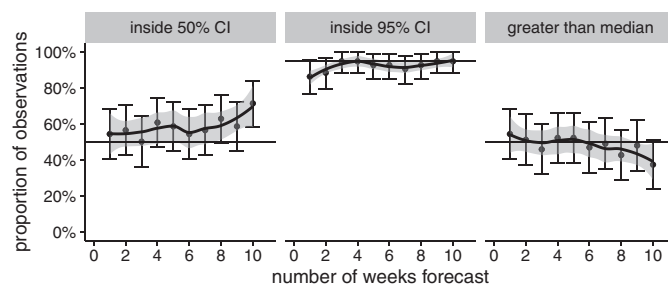 inside 50% CI
inside 95% CI
greater than median
proportion of observations
100%
80%
60%
40%
20%
0%
0 2 4 6 8 10
0 2 4 6 8 10
0 2 4 6 8 10
number of weeks forecast